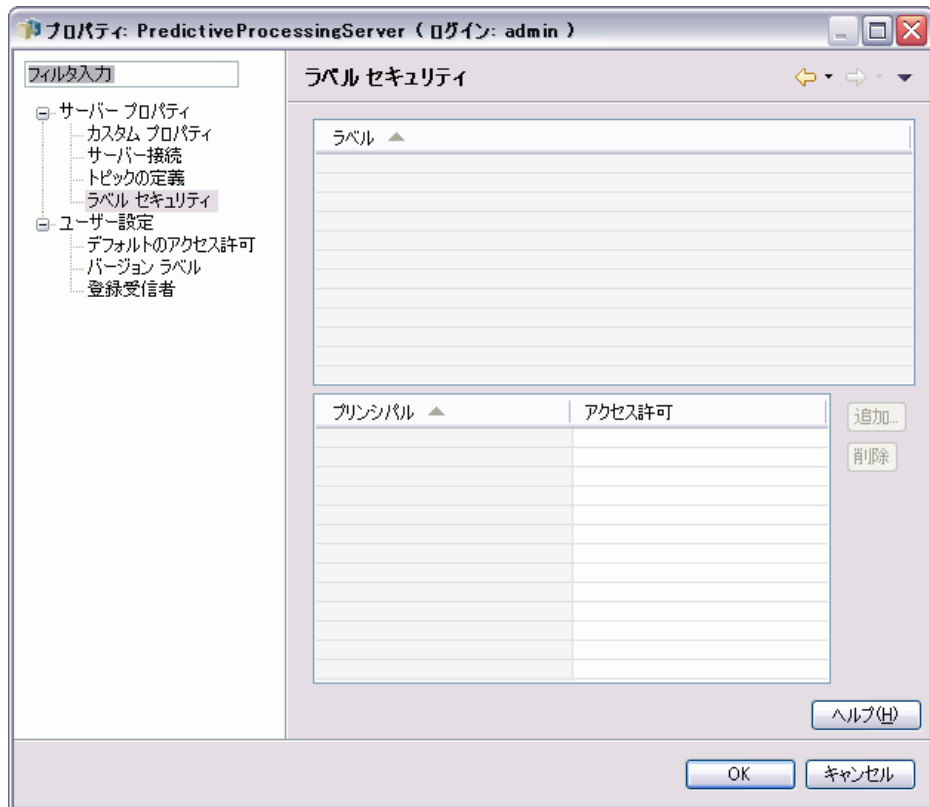 プロパティ: PredictiveProcessingServer ( ログイン: admin )
フィルタ入力
サーバー プロパティ
カスタム プロパティ
サーバー接続
トピックの定義
ラベル セキュリティ
ユーザー設定
デフォルトのアクセス許可
バージョン ラベル
登録受信者
ラベル セキュリティ
ラベル
プリンシパル
アクセス許可
追加...
削除
ヘルプ(H)
OK
キャンセル